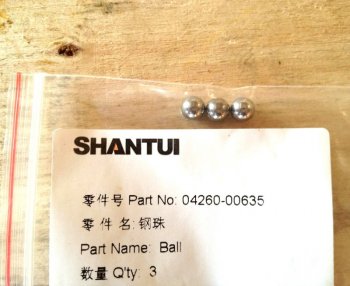 SHANTUI
零件号 Part No: 04260-00635
零 件 名: 钢珠
Part Name: Ball
数量 Q'ty: 3